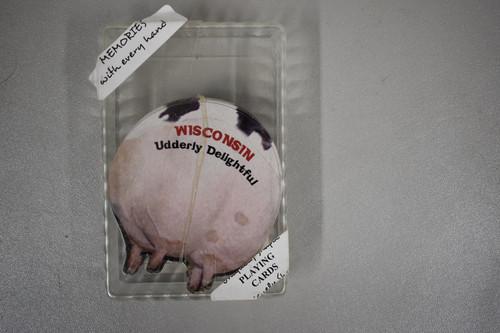 MEMORIES
with every hand
WISCONSIN
Udderly Delightful
PLAYING
CARDS